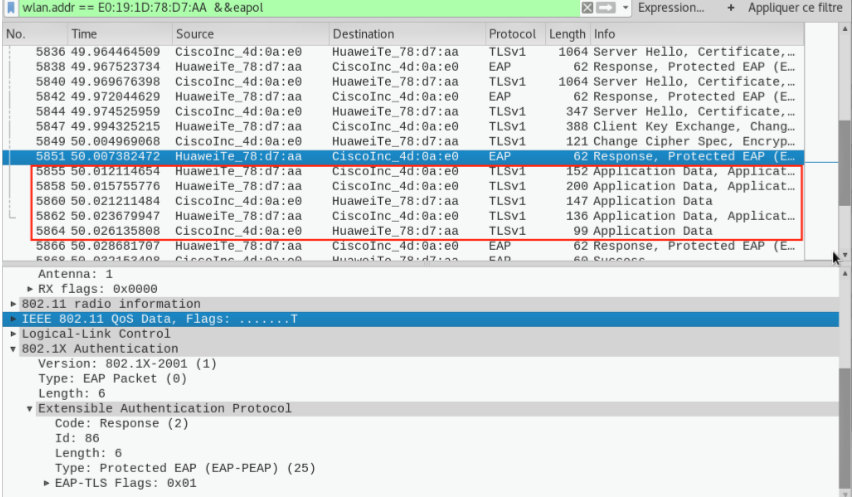 wlan.addr == E0:19:1D:78:D7:AA &&eapol Expression... + Appliquer ce filtre
No. Time Source Destination Protocol Length Info
5836 49.964464509 CiscoInc_4d:0a:e0 HuaweiTe_78:d7:aa TLSv1 1064 Server Hello, Certificate,…
5838 49.967523734 HuaweiTe_78:d7:aa CiscoInc_4d:0a:e0 EAP 62 Response, Protected EAP (E…
5840 49.969676398 CiscoInc_4d:0a:e0 HuaweiTe_78:d7:aa TLSv1 1064 Server Hello, Certificate,…
5842 49.972044629 HuaweiTe_78:d7:aa CiscoInc_4d:0a:e0 EAP 62 Response, Protected EAP (E…
5844 49.974525959 CiscoInc_4d:0a:e0 HuaweiTe_78:d7:aa TLSv1 347 Server Hello, Certificate,…
5847 49.994325215 HuaweiTe_78:d7:aa CiscoInc_4d:0a:e0 TLSv1 388 Client Key Exchange, Chang…
5849 50.004969068 CiscoInc_4d:0a:e0 HuaweiTe_78:d7:aa TLSv1 121 Change Cipher Spec, Encryp…
5851 50.007382472 HuaweiTe_78:d7:aa CiscoInc_4d:0a:e0 EAP 62 Response, Protected EAP (E…
5855 50.012114654 CiscoInc_4d:0a:e0 HuaweiTe_78:d7:aa TLSv1 152 Application Data, Applicat…
5858 50.015755776 HuaweiTe_78:d7:aa CiscoInc_4d:0a:e0 TLSv1 200 Application Data, Applicat…
5860 50.021211484 CiscoInc_4d:0a:e0 HuaweiTe_78:d7:aa TLSv1 147 Application Data
5862 50.023679947 HuaweiTe_78:d7:aa CiscoInc_4d:0a:e0 TLSv1 136 Application Data, Applicat…
5864 50.026135808 CiscoInc_4d:0a:e0 HuaweiTe_78:d7:aa TLSv1 99 Application Data
5866 50.028681707 HuaweiTe_78:d7:aa CiscoInc_4d:0a:e0 EAP 62 Response, Protected EAP (E…
5868 50.032153408 CiscoInc_4d:0a:e0 HuaweiTe_78:d7:aa EAP 60 Success
Antenna: 1
RX flags: 0x0000
802.11 radio information
IEEE 802.11 QoS Data, Flags: .......T
Logical-Link Control
802.1X Authentication
Version: 802.1X-2001 (1)
Type: EAP Packet (0)
Length: 6
Extensible Authentication Protocol
Code: Response (2)
Id: 86
Length: 6
Type: Protected EAP (EAP-PEAP) (25)
EAP-TLS Flags: 0x01